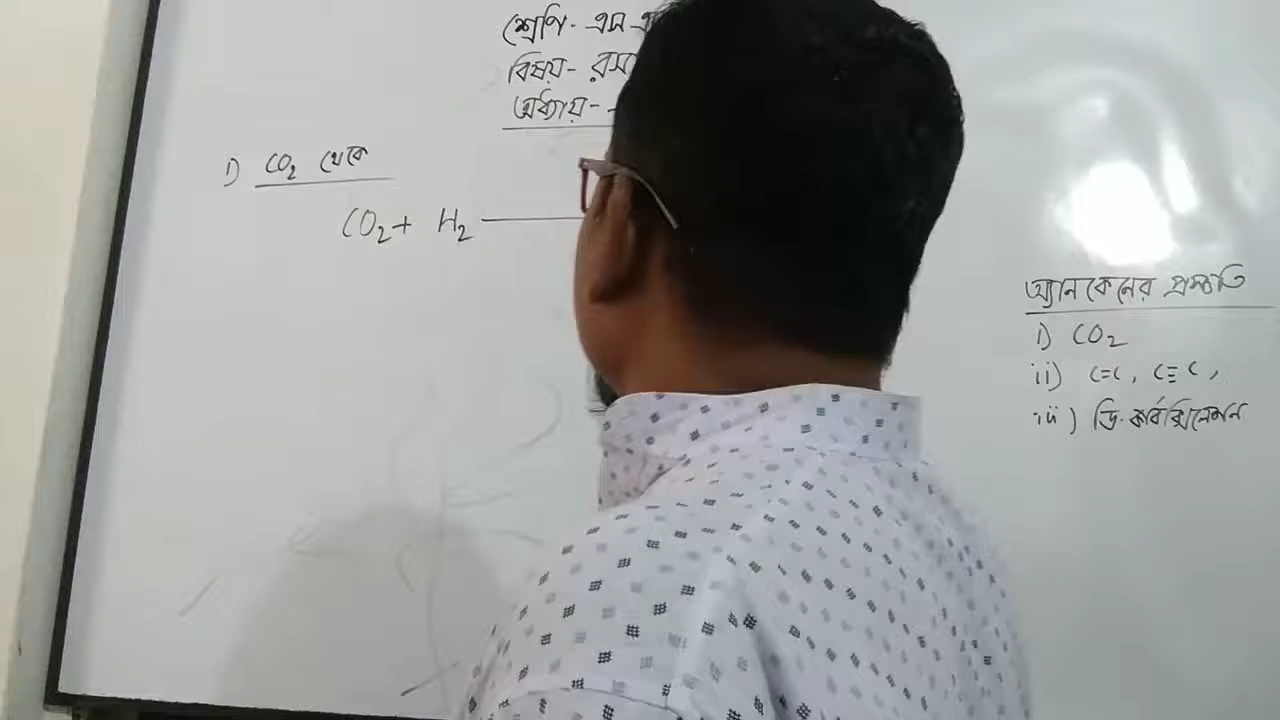 শ্রেণি- এস
বিষয়- রসা
অধ্যায়-
i) CO₂ থেকে
CO₂ + H₂
অ্যালকেনের প্রস্তুতি
i) CO₂
ii) C=C, C≡C,
iii) ডি-কার্বক্সিলেশন